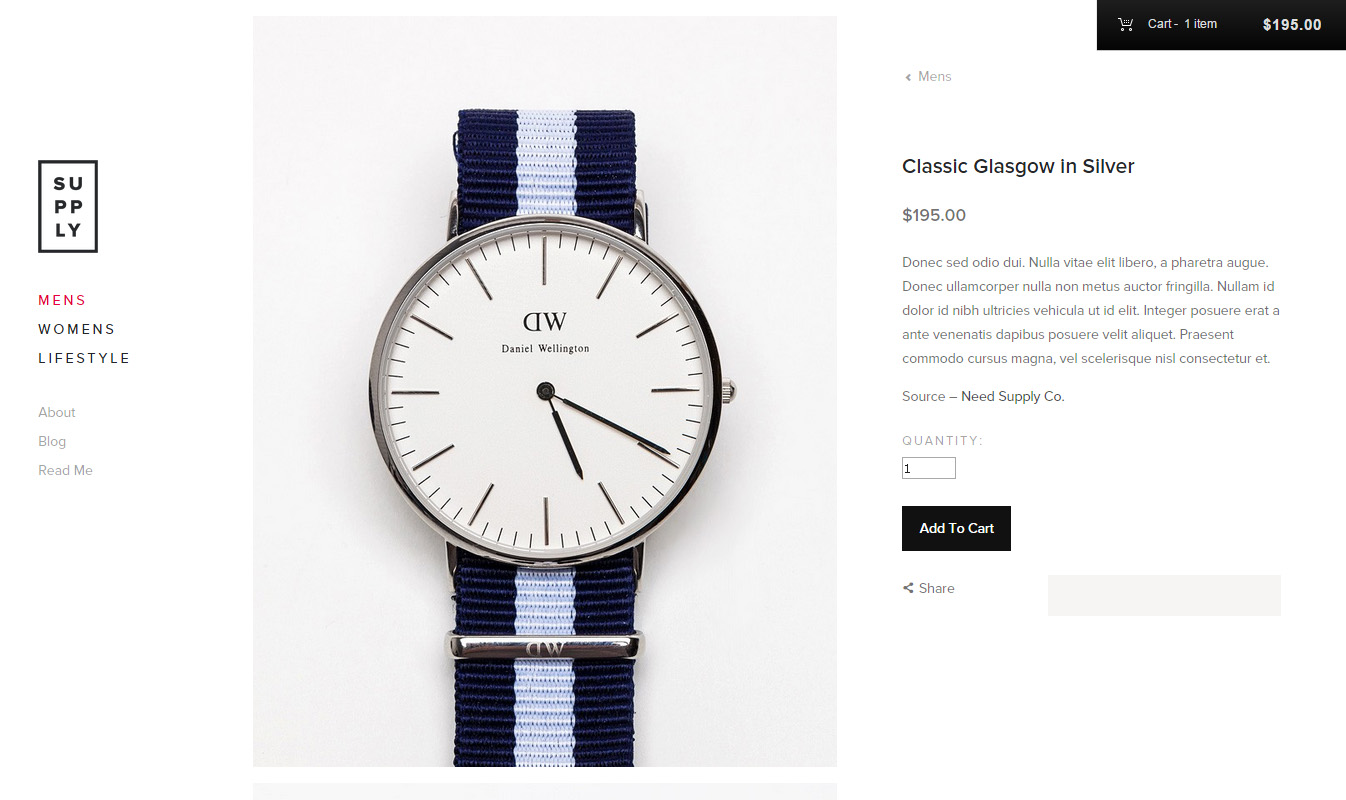 Cart - 1 item $195.00
Mens
SU
PP
LY
MENS
WOMENS
LIFESTYLE
About
Blog
Read Me
DW
Daniel Wellington
DW
Classic Glasgow in Silver
$195.00
Donec sed odio dui. Nulla vitae elit libero, a pharetra augue.
Donec ullamcorper nulla non metus auctor fringilla. Nullam id
dolor id nibh ultricies vehicula ut id elit. Integer posuere erat a
ante venenatis dapibus posuere velit aliquet. Praesent
commodo cursus magna, vel scelerisque nisl consectetur et.
Source – Need Supply Co.
QUANTITY:
1
Add To Cart
Share